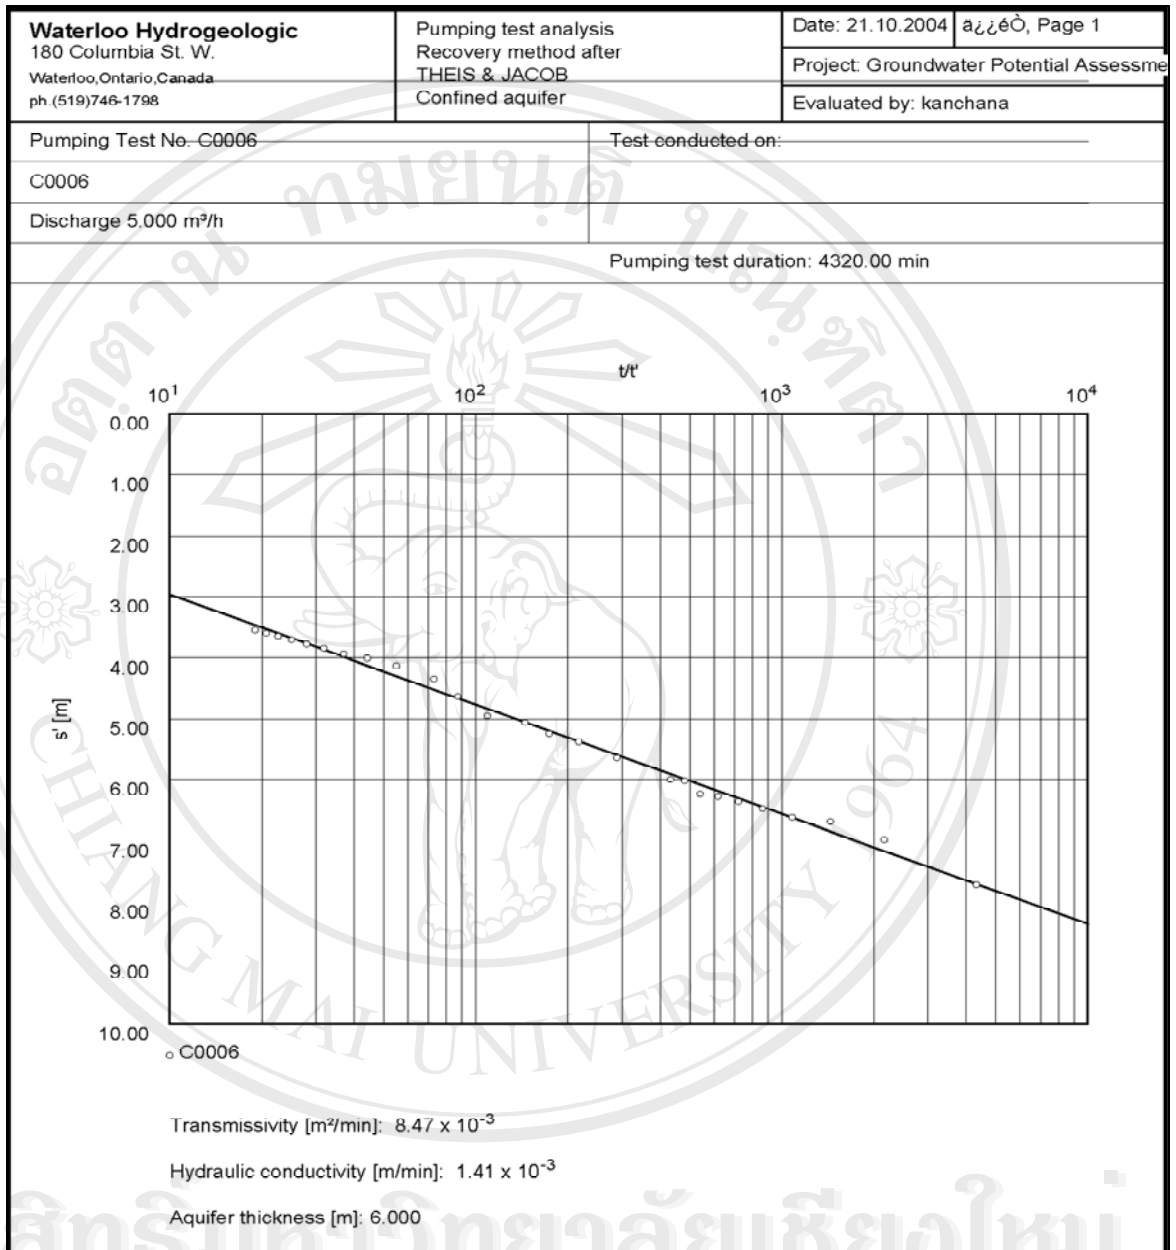 Waterloo Hydrogeologic
180 Columbia St. W.
Waterloo,Ontario,Canada
ph.(519)746-1798
Pumping test analysis
Recovery method after
THEIS & JACOB
Confined aquifer
Date: 21.10.2004
ä¿¿éÒ, Page 1
Project: Groundwater Potential Assessme
Evaluated by: kanchana
Pumping Test No. C0006
Test conducted on:
C0006
Discharge 5.000 m³/h
Pumping test duration: 4320.00 min
t/t'
10¹ 10² 10³ 10⁴
0.00
1.00
2.00
3.00
4.00
5.00
6.00
7.00
8.00
9.00
10.00
s' [m]
C0006
Transmissivity [m²/min]: 8.47 x 10⁻³
Hydraulic conductivity [m/min]: 1.41 x 10⁻³
Aquifer thickness [m]: 6.000
CHIANG MAI UNIVERSITY 1964